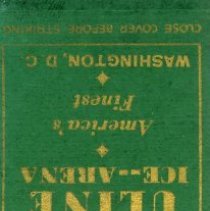 ULINE
ICE--ARENA
America's
Finest
WASHINGTON, D. C.
CLOSE COVER BEFORE STRIKING